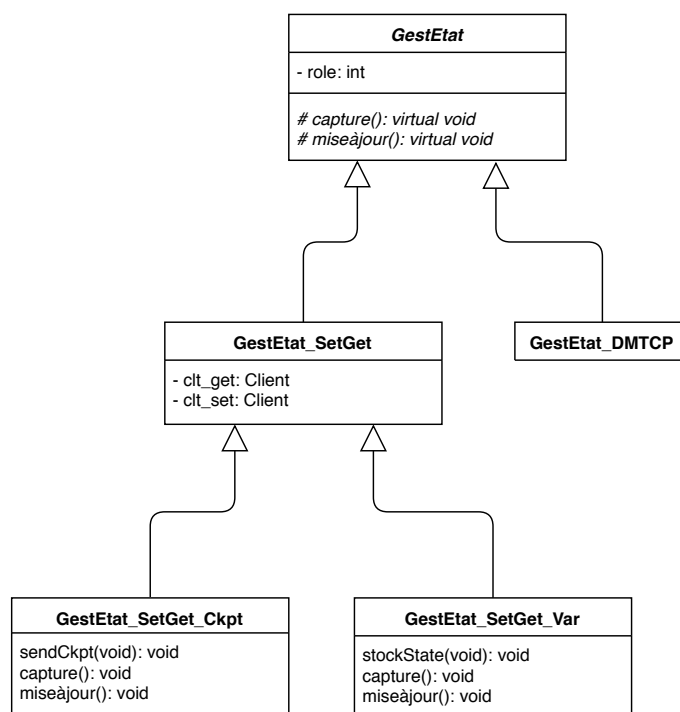 GestEtat
- role: int
# capture(): virtual void
# miseàjour(): virtual void
GestEtat_SetGet
- clt_get: Client
- clt_set: Client
GestEtat_DMTCP
GestEtat_SetGet_Ckpt
sendCkpt(void): void
capture(): void
miseàjour(): void
GestEtat_SetGet_Var
stockState(void): void
capture(): void
miseàjour(): void